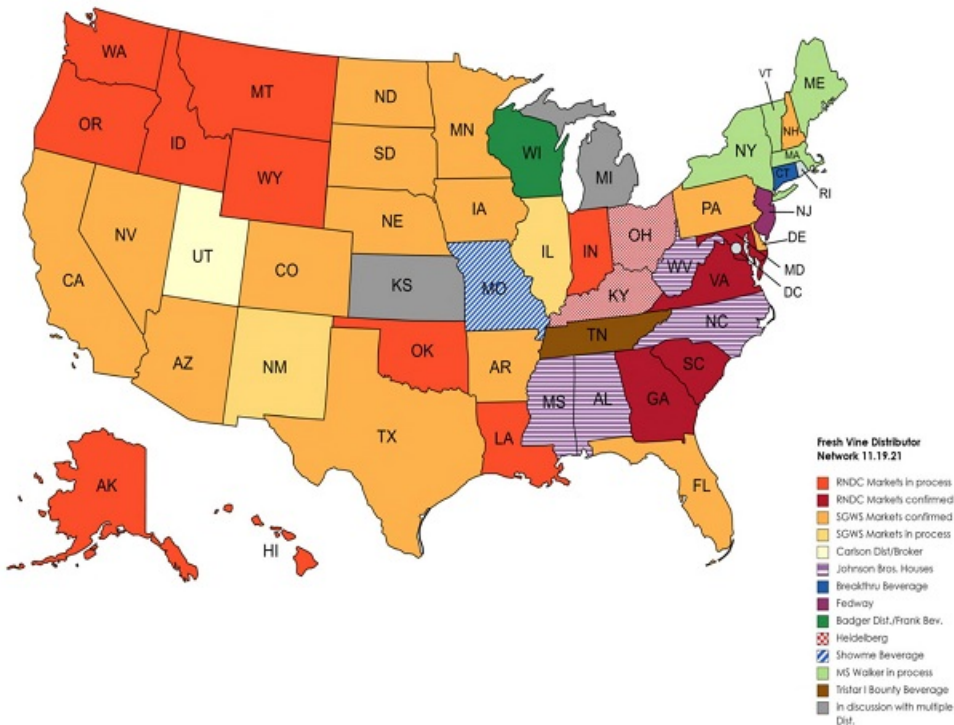 WA
MT
ND
MN
VT
ME
OR
ID
SD
WI
NY
NH
MA
MI
CT
RI
WY
IA
PA
NJ
NE
OH
DE
NV
UT
CO
IL
IN
WV
MD
CA
KS
MO
VA
DC
KY
NC
TN
AZ
NM
OK
AR
SC
MS
AL
GA
TX
LA
FL
AK
HI
Fresh Vine Distributor
Network 11.19.21
RNDC Markets in process
RNDC Markets confirmed
SGWS Markets confirmed
SGWS Markets in process
Carlson Dist/Broker
Johnson Bros. Houses
Breakthru Beverage
Fedway
Badger Dist./Frank Bev.
Heidelberg
Showme Beverage
MS Walker in process
Tristar I Bounty Beverage
In discussion with multiple
Dist.